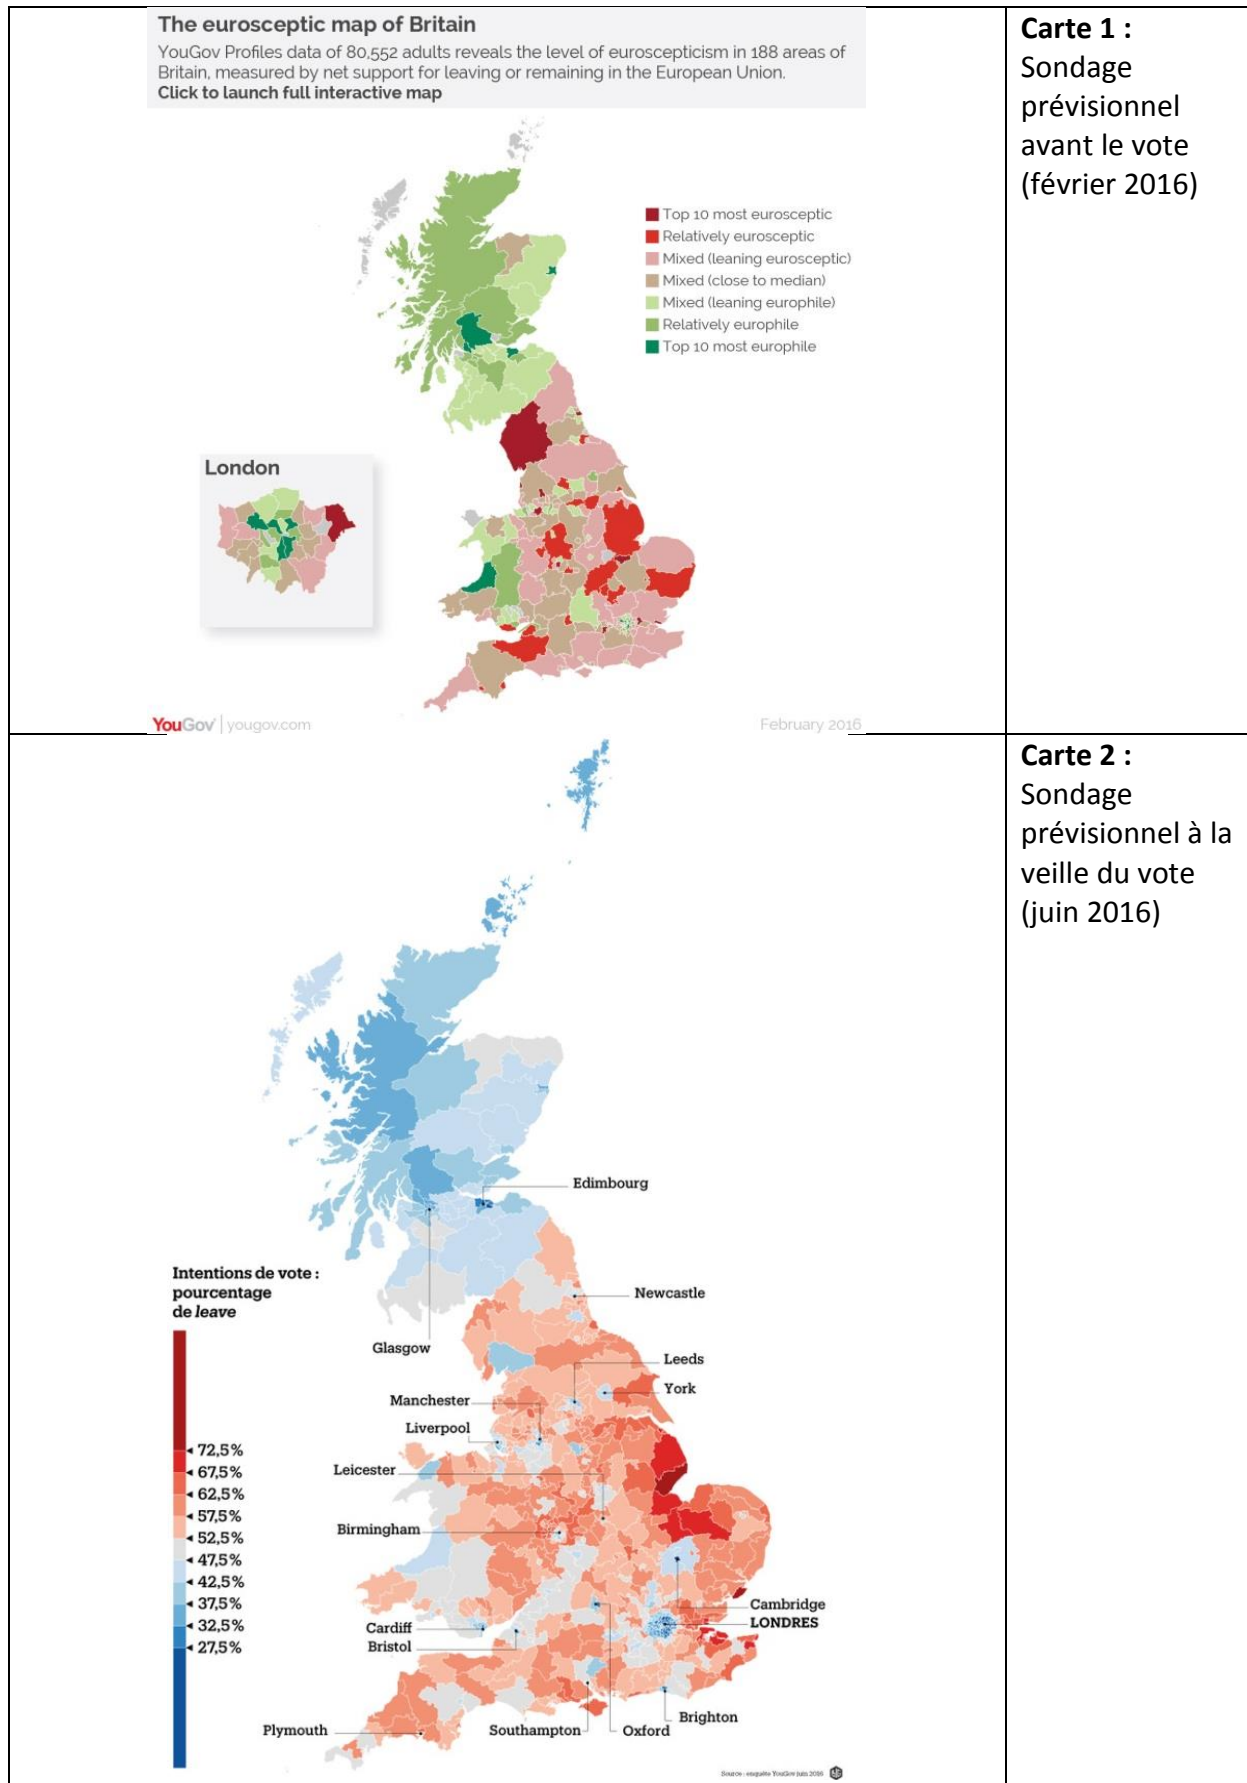 The eurosceptic map of Britain
YouGov Profiles data of 80,552 adults reveals the level of euroscepticism in 188 areas of
Britain, measured by net support for leaving or remaining in the European Union.
Click to launch full interactive map
Top 10 most eurosceptic
Relatively eurosceptic
Mixed (leaning eurosceptic)
Mixed (close to median)
Mixed (leaning europhile)
Relatively europhile
Top 10 most europhile
London
YouGov | yougov.com
February 2016
Carte 1 :
Sondage
prévisionnel
avant le vote
(février 2016)
Carte 2 :
Sondage
prévisionnel à la
veille du vote
(juin 2016)
Edimbourg
Intentions de vote :
pourcentage
de leave
Newcastle
Glasgow
Leeds
York
Manchester
Liverpool
72,5%
67,5%
62,5%
57,5%
52,5%
47,5%
42,5%
37,5%
32,5%
27,5%
Leicester
Birmingham
Cambridge
LONDRES
Cardiff
Bristol
Brighton
Plymouth
Southampton
Oxford
Source : enquête YouGov juin 2016